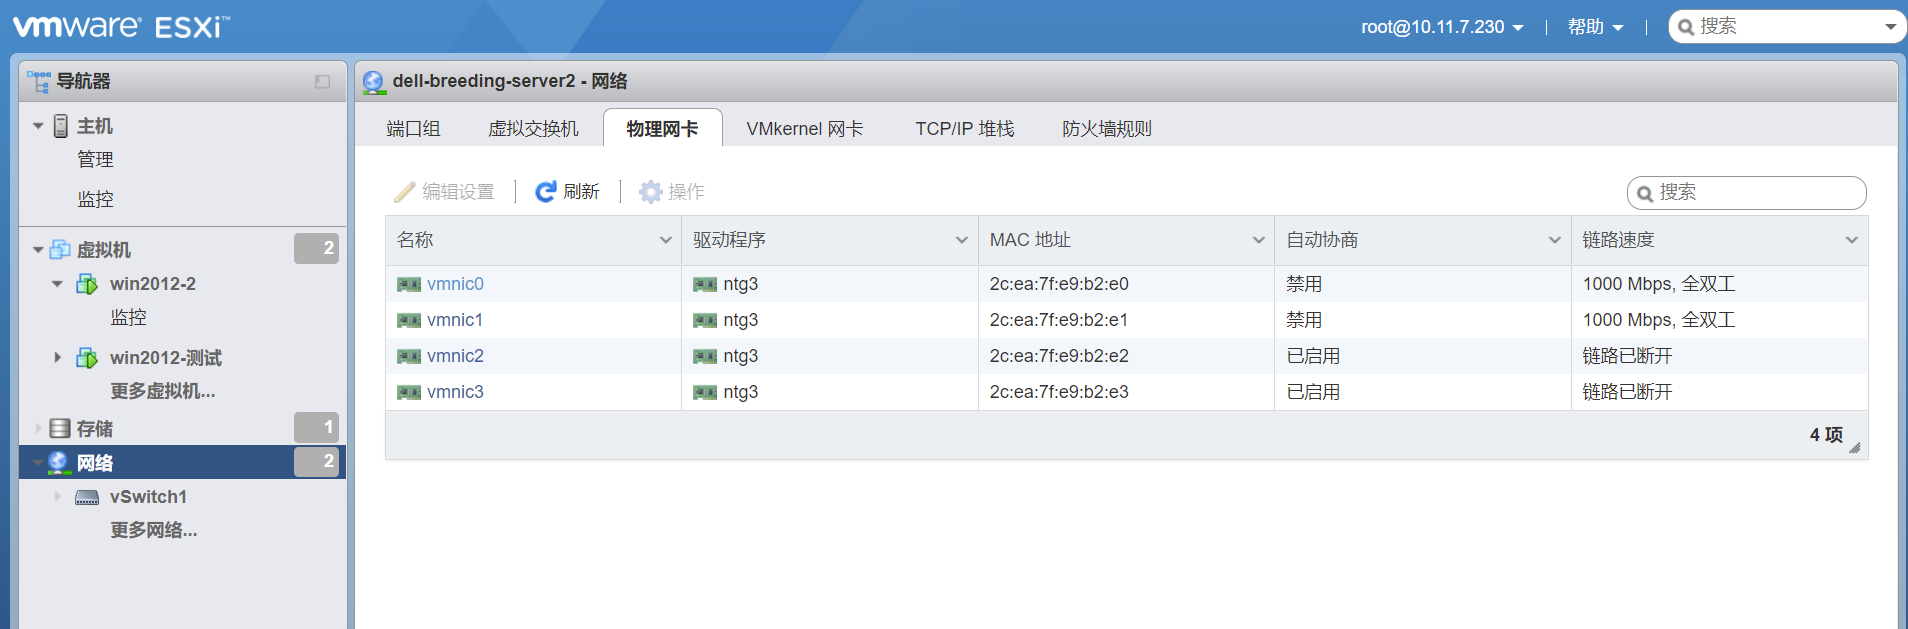 vmware ESXi™
root@10.11.7.230 | 帮助 | 搜索
导航器
主机
管理
监控
虚拟机 2
win2012-2
监控
win2012-测试
更多虚拟机...
存储 1
网络 2
vSwitch1
更多网络...
dell-breeding-server2 - 网络
端口组 虚拟交换机 物理网卡 VMkernel 网卡 TCP/IP 堆栈 防火墙规则
编辑设置 | 刷新 | 操作 搜索
名称 驱动程序 MAC 地址 自动协商 链路速度
vmnic0 ntg3 2c:ea:7f:e9:b2:e0 禁用 1000 Mbps, 全双工
vmnic1 ntg3 2c:ea:7f:e9:b2:e1 禁用 1000 Mbps, 全双工
vmnic2 ntg3 2c:ea:7f:e9:b2:e2 已启用 链路已断开
vmnic3 ntg3 2c:ea:7f:e9:b2:e3 已启用 链路已断开
4 项